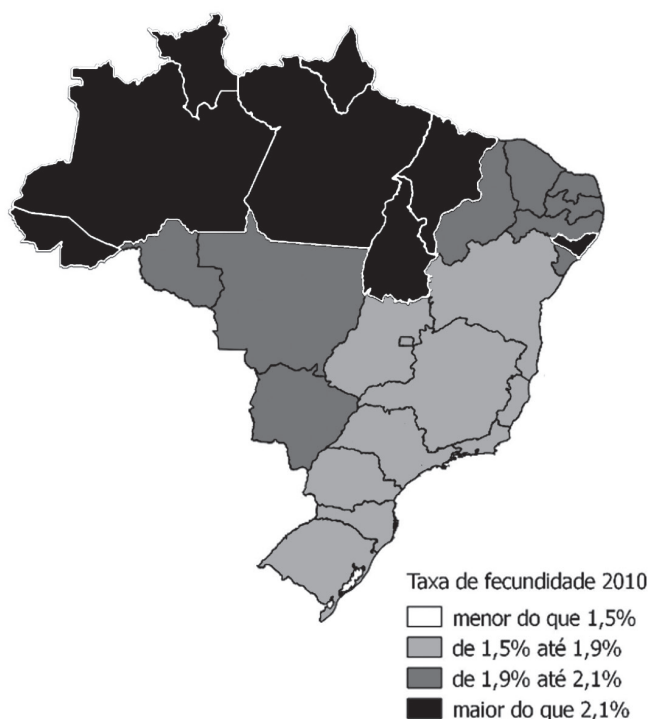 Taxa de fecundidade 2010
menor do que 1,5%
de 1,5% até 1,9%
de 1,9% até 2,1%
maior do que 2,1%